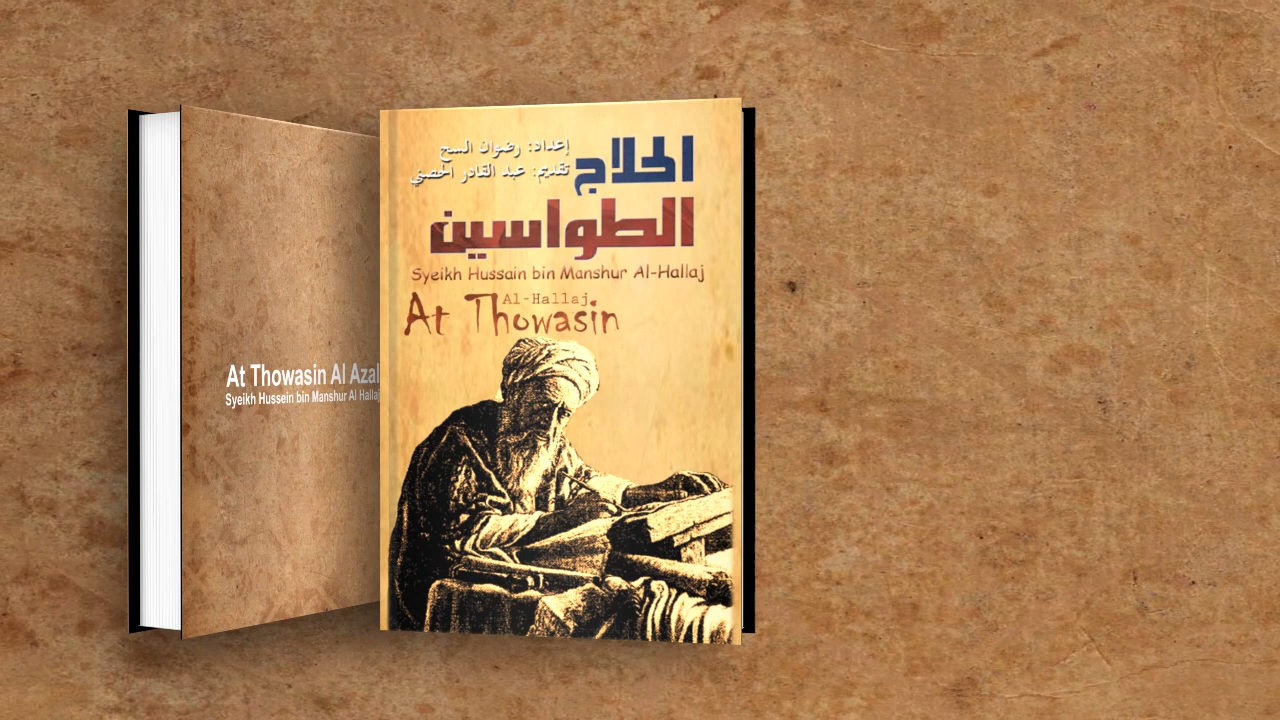 إعداد: رضوان السح
تقديم: عبد القادر الحصني
الحلاج
الطواسين
Syeikh Hussain bin Manshur Al-Hallaj
Al-Hallaj
At Thowasin
At Thowasin Al Azal
Syeikh Hussein bin Manshur Al Hallaj